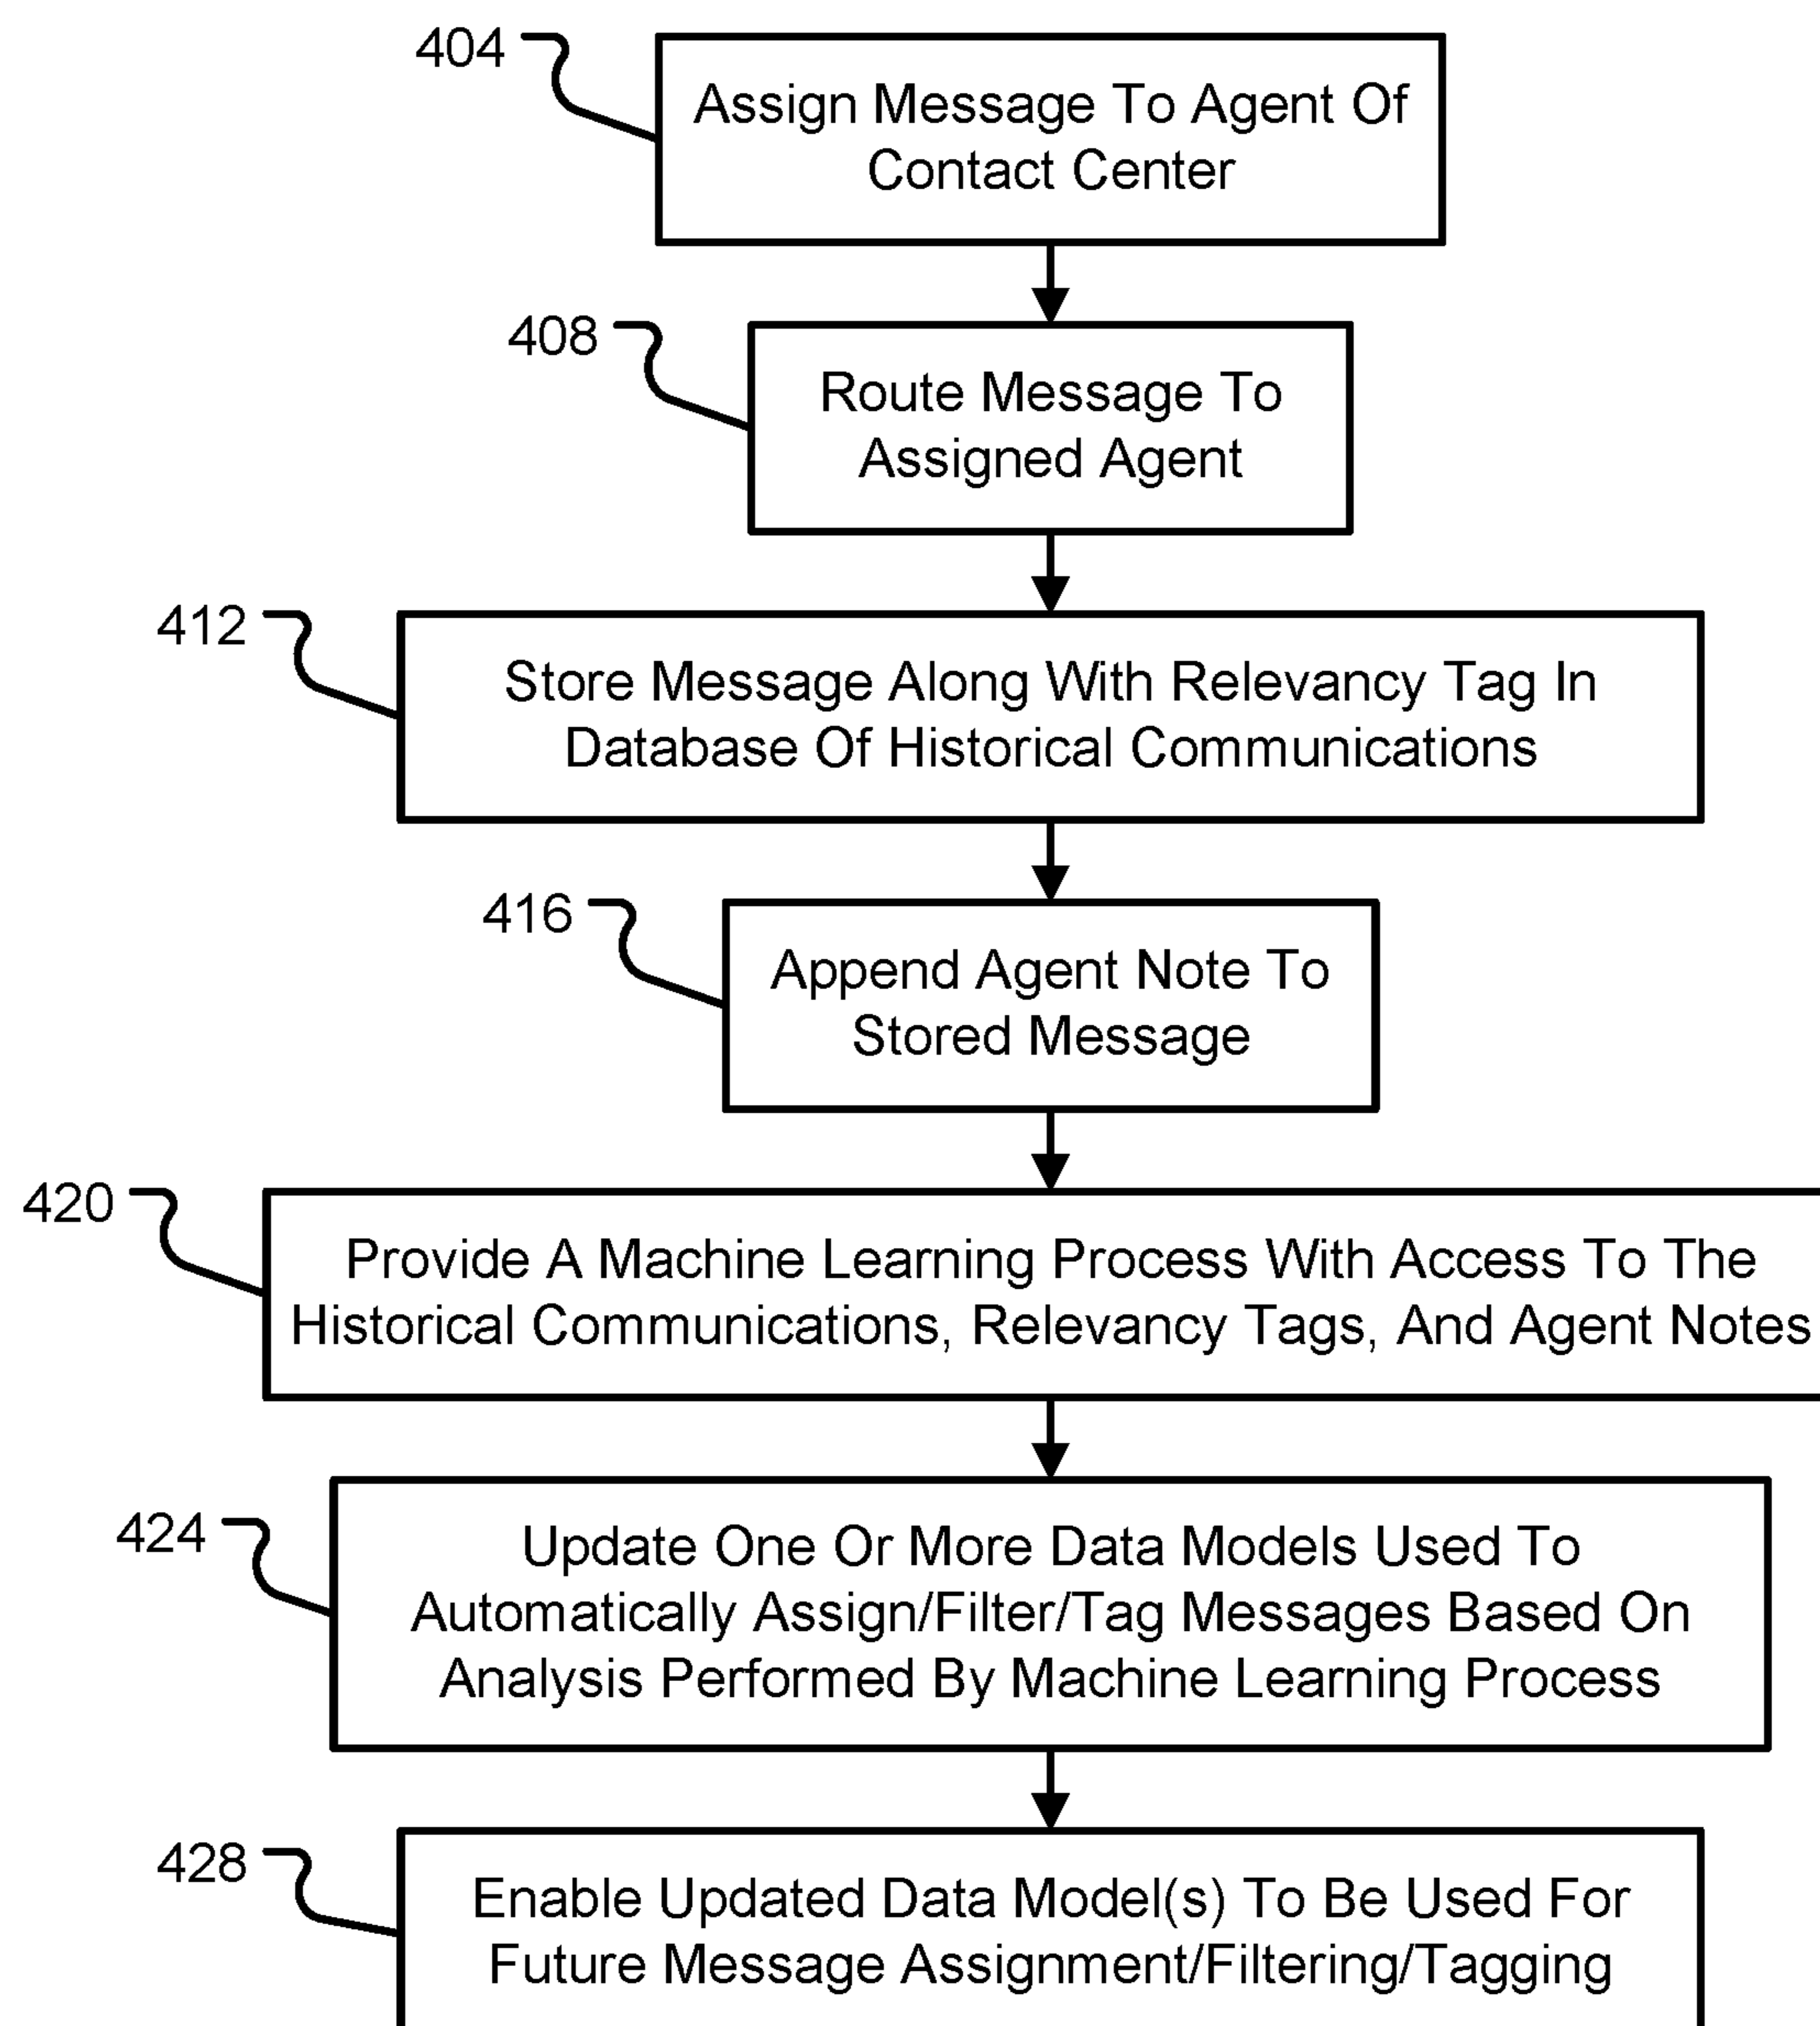 404
Assign Message To Agent Of
Contact Center
408
Route Message To
Assigned Agent
412
Store Message Along With Relevancy Tag In
Database Of Historical Communications
416
Append Agent Note To
Stored Message
420
Provide A Machine Learning Process With Access To The
Historical Communications, Relevancy Tags, And Agent Notes
424
Update One Or More Data Models Used To
Automatically Assign/Filter/Tag Messages Based On
Analysis Performed By Machine Learning Process
428
Enable Updated Data Model(s) To Be Used For
Future Message Assignment/Filtering/Tagging